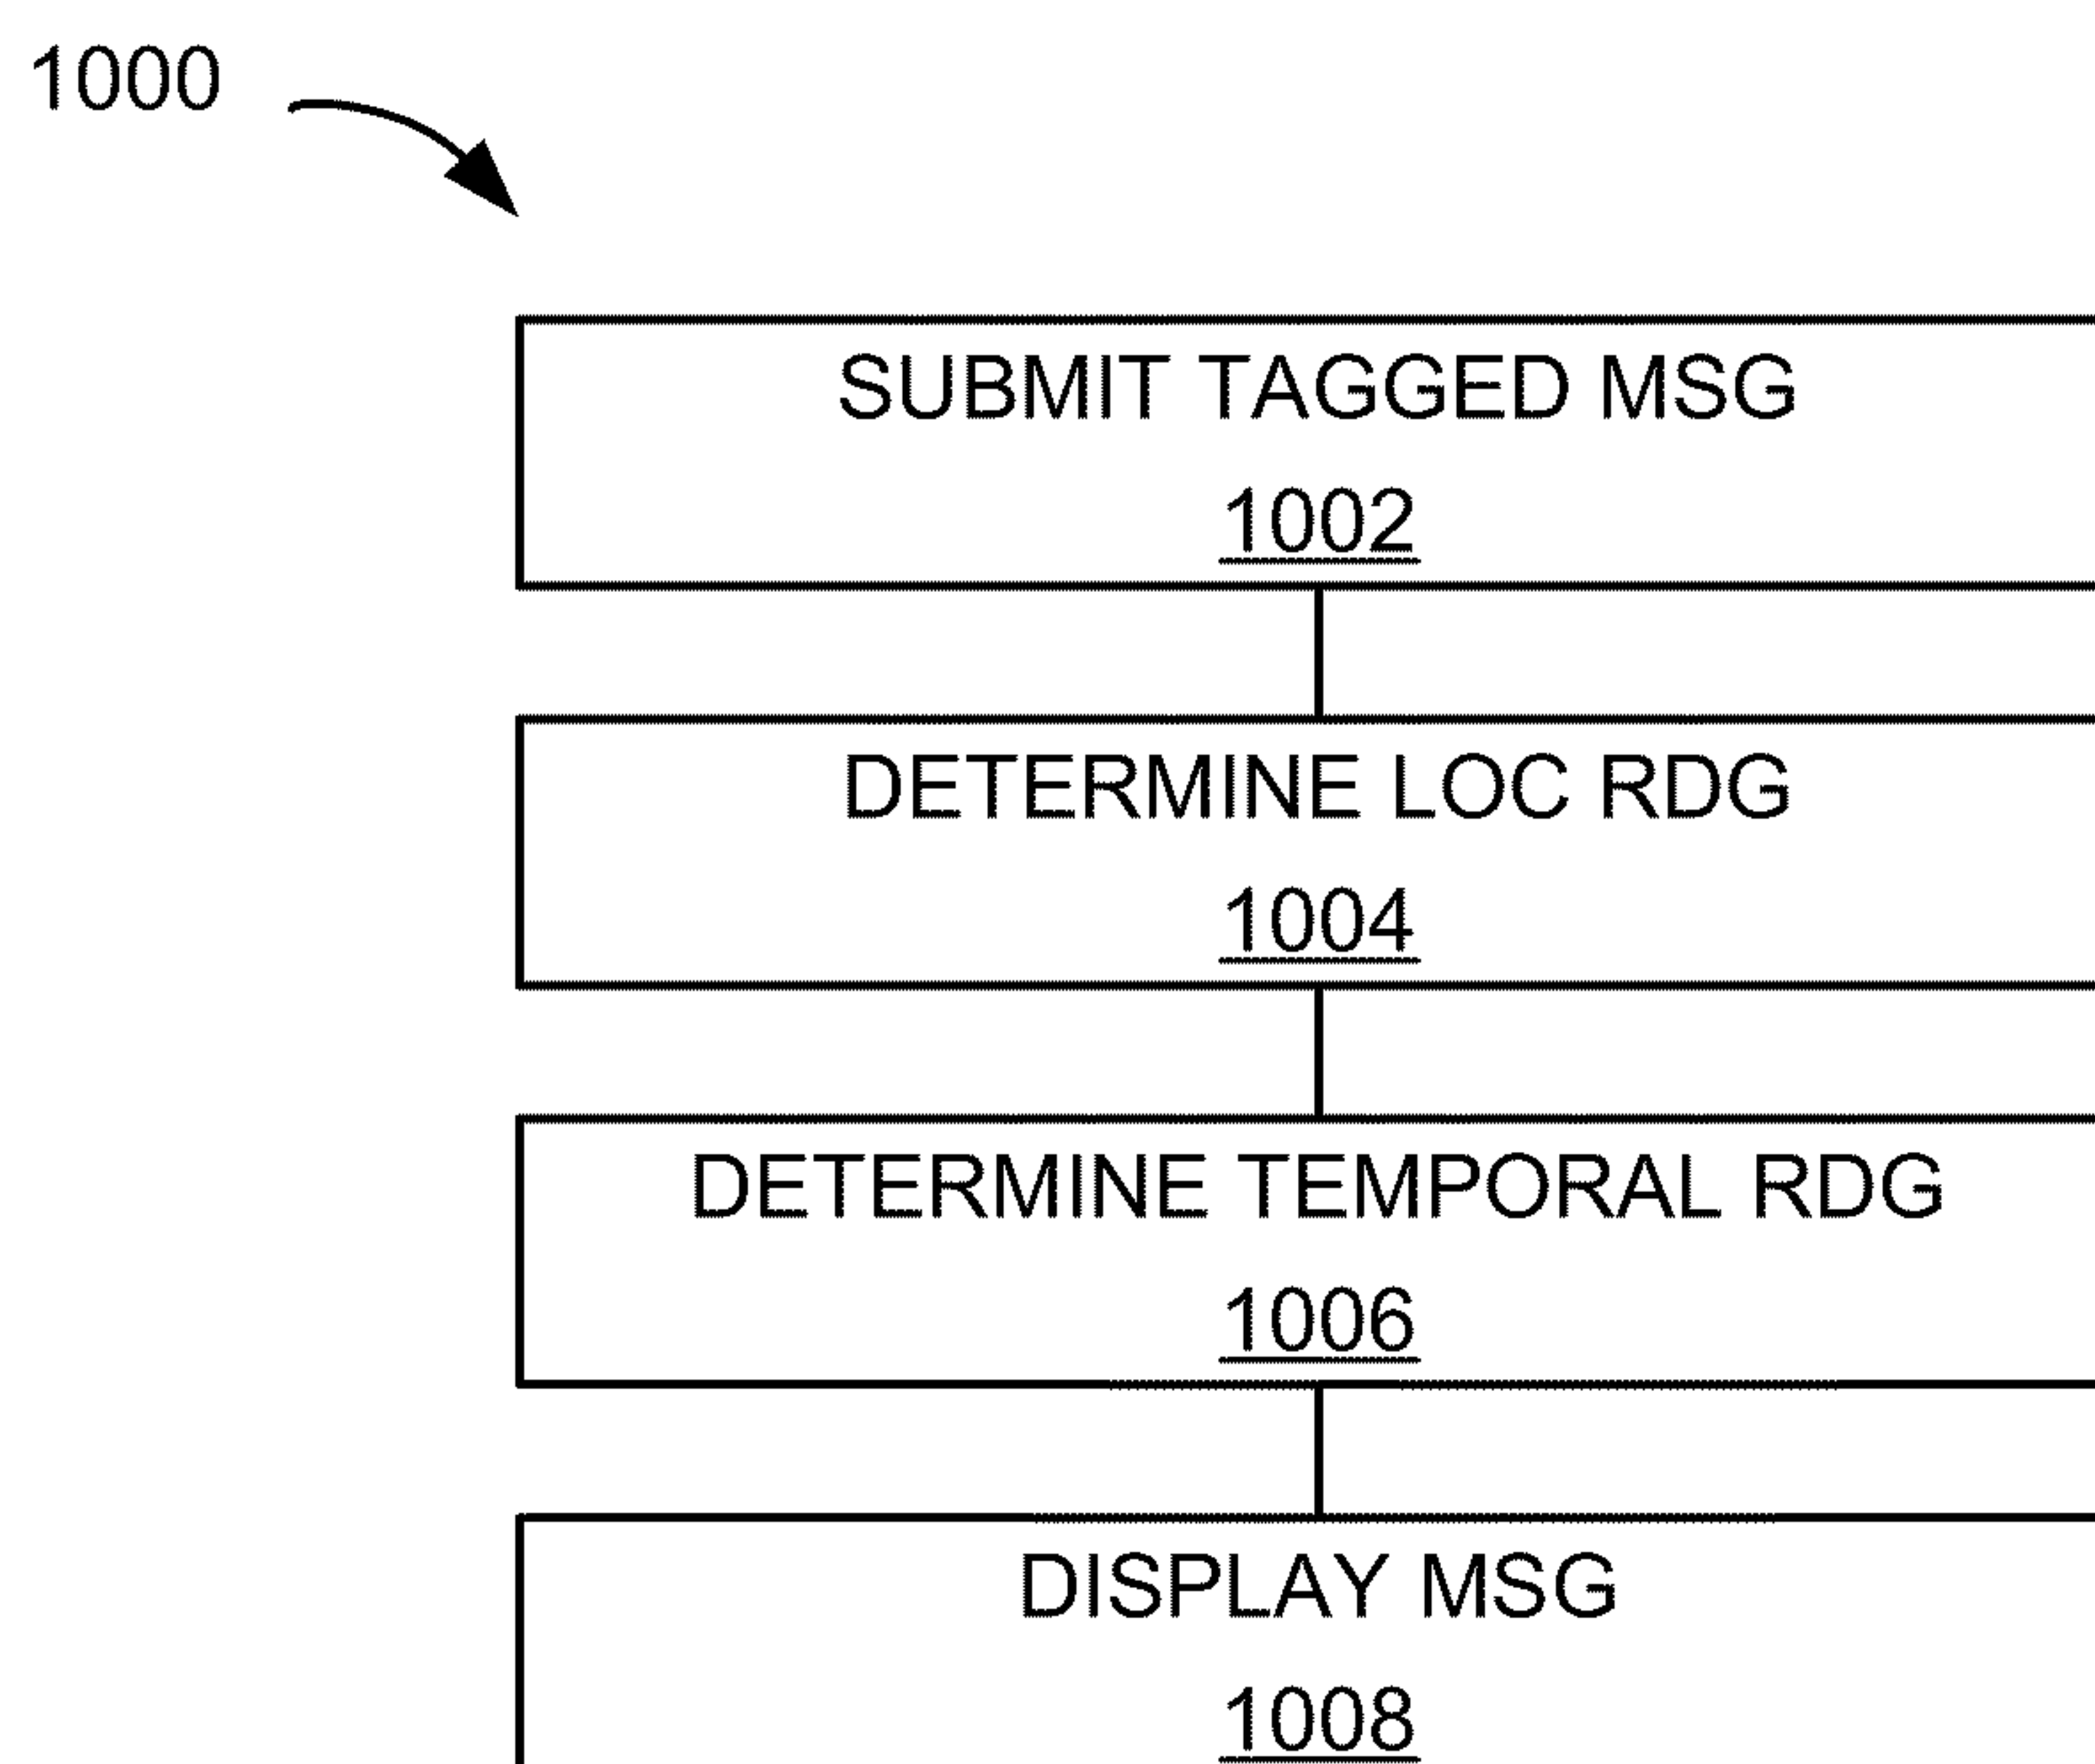 1000
SUBMIT TAGGED MSG
1002
DETERMINE LOC RDG
1004
DETERMINE TEMPORAL RDG
1006
DISPLAY MSG
1008